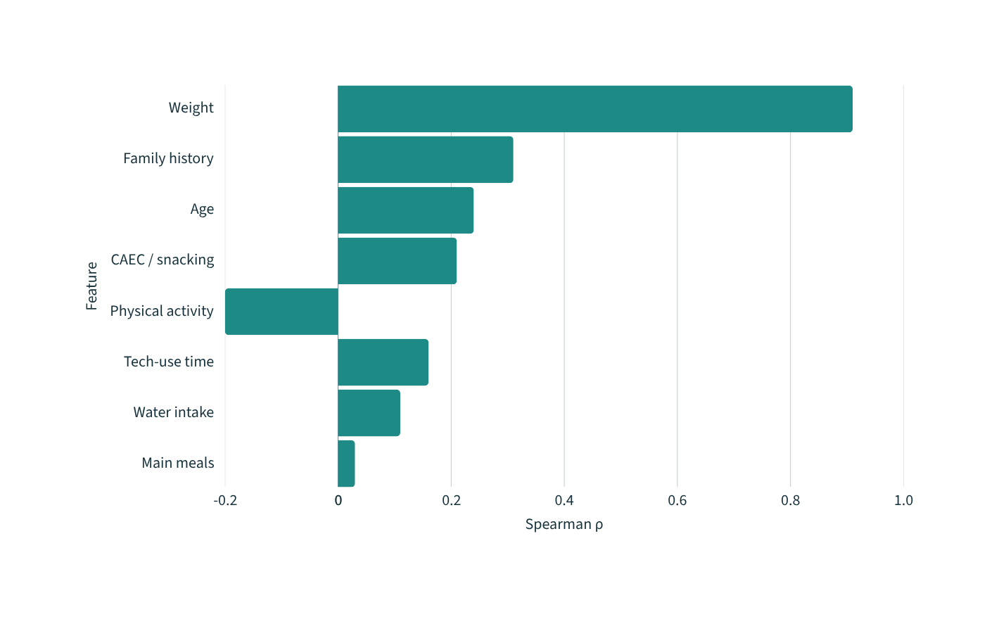 Weight
Family history
Age
CAEC / snacking
Physical activity
Tech-use time
Water intake
Main meals
Feature
-0.2 0 0.2 0.4 0.6 0.8 1.0
Spearman ρ